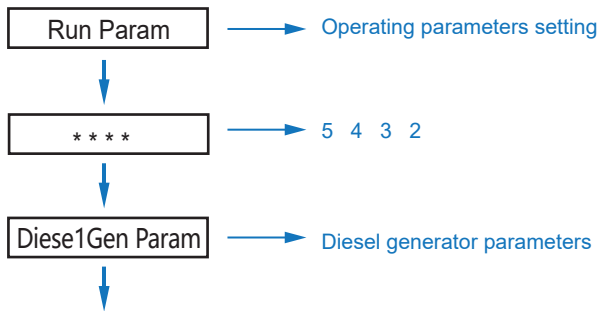 Run Param Operating parameters setting
**** 5 4 3 2
Diese1Gen Param Diesel generator parameters